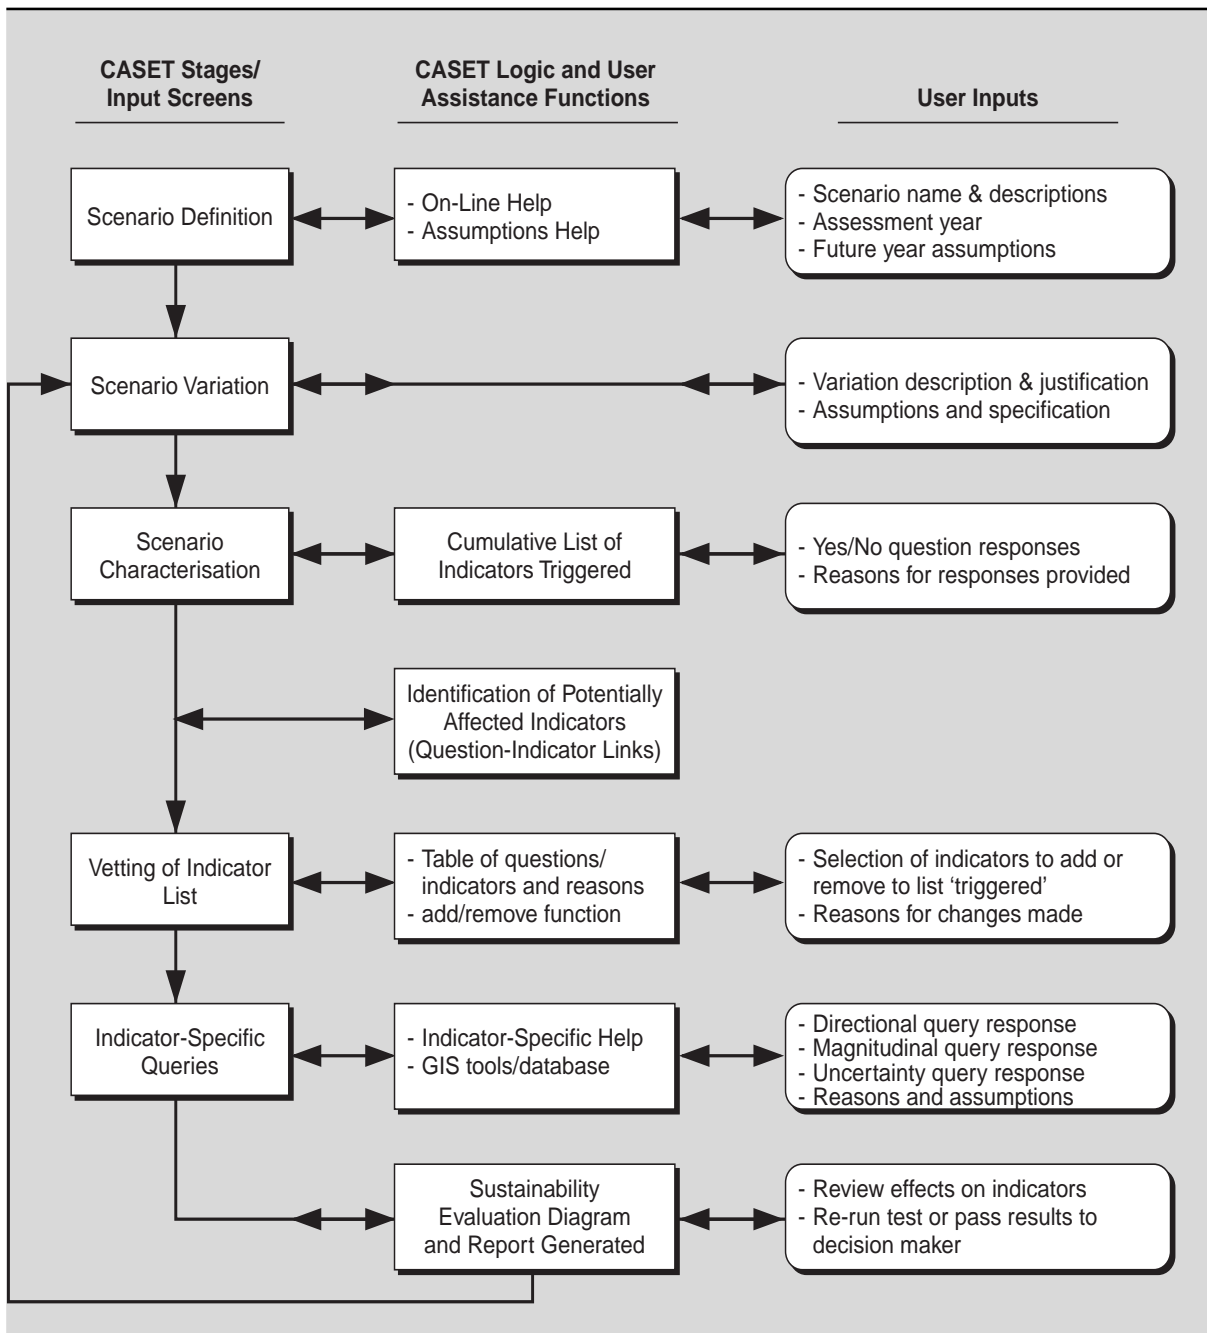 CASET Stages/
Input Screens
CASET Logic and User
Assistance Functions
User Inputs
Scenario Definition
- On-Line Help
- Assumptions Help
- Scenario name & descriptions
- Assessment year
- Future year assumptions
Scenario Variation
- Variation description & justification
- Assumptions and specification
Scenario
Characterisation
Cumulative List of
Indicators Triggered
- Yes/No question responses
- Reasons for responses provided
Identification of Potentially
Affected Indicators
(Question-Indicator Links)
Vetting of Indicator
List
- Table of questions/
indicators and reasons
- add/remove function
- Selection of indicators to add or
remove to list ‘triggered’
- Reasons for changes made
Indicator-Specific
Queries
- Indicator-Specific Help
- GIS tools/database
- Directional query response
- Magnitudinal query response
- Uncertainty query response
- Reasons and assumptions
Sustainability
Evaluation Diagram
and Report Generated
- Review effects on indicators
- Re-run test or pass results to
decision maker